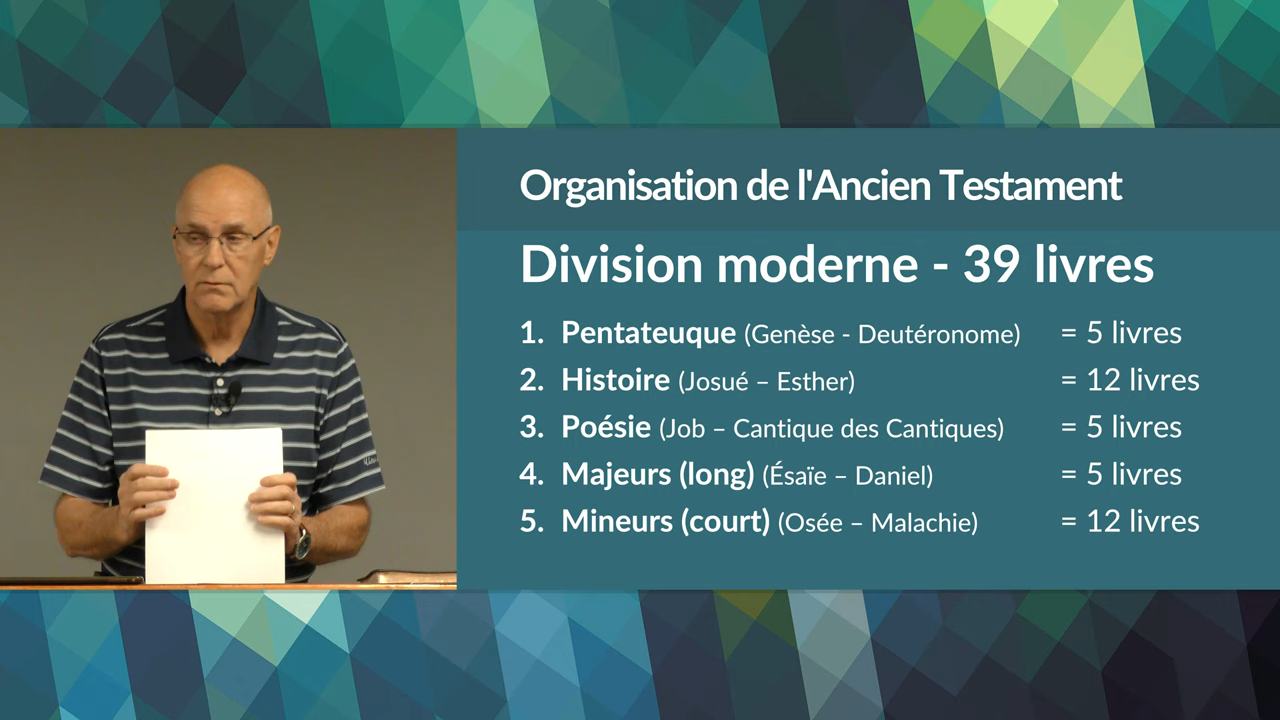 Organisation de l'Ancien Testament
Division moderne - 39 livres
1. Pentateuque (Genèse - Deutéronome) = 5 livres
2. Histoire (Josué – Esther) = 12 livres
3. Poésie (Job – Cantique des Cantiques) = 5 livres
4. Majeurs (long) (Ésaïe – Daniel) = 5 livres
5. Mineurs (court) (Osée – Malachie) = 12 livres